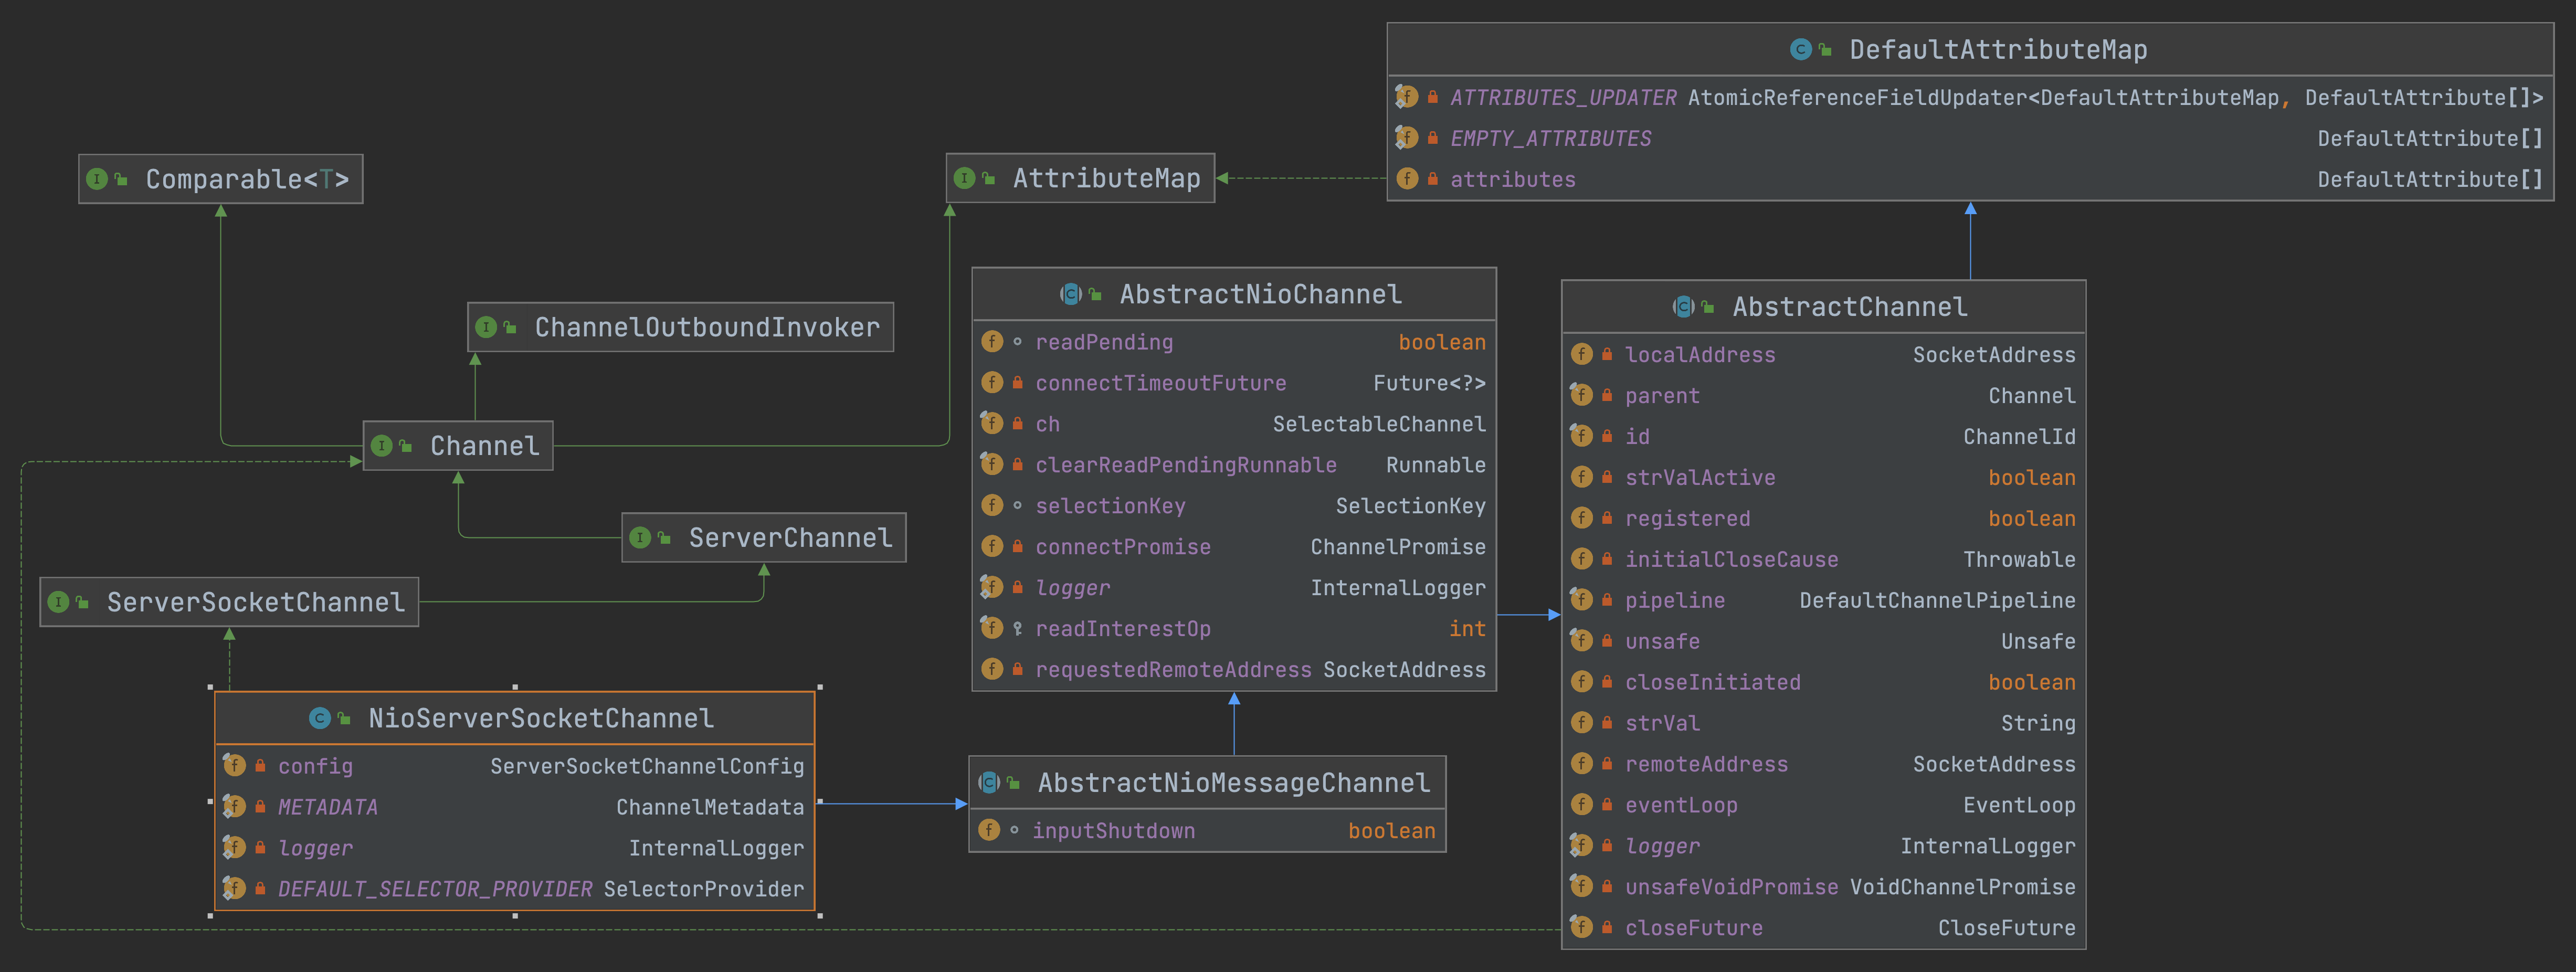 DefaultAttributeMap
ATTRIBUTES_UPDATER AtomicReferenceFieldUpdater<DefaultAttributeMap, DefaultAttribute[]>
EMPTY_ATTRIBUTES DefaultAttribute[]
attributes DefaultAttribute[]
Comparable<T>
AttributeMap
ChannelOutboundInvoker
Channel
ServerChannel
ServerSocketChannel
AbstractNioChannel
readPending boolean
connectTimeoutFuture Future<?>
ch SelectableChannel
clearReadPendingRunnable Runnable
selectionKey SelectionKey
connectPromise ChannelPromise
logger InternalLogger
readInterestOp int
requestedRemoteAddress SocketAddress
AbstractChannel
localAddress SocketAddress
parent Channel
id ChannelId
strValActive boolean
registered boolean
initialCloseCause Throwable
pipeline DefaultChannelPipeline
unsafe Unsafe
closeInitiated boolean
strVal String
remoteAddress SocketAddress
eventLoop EventLoop
logger InternalLogger
unsafeVoidPromise VoidChannelPromise
closeFuture CloseFuture
NioServerSocketChannel
config ServerSocketChannelConfig
METADATA ChannelMetadata
logger InternalLogger
DEFAULT_SELECTOR_PROVIDER SelectorProvider
AbstractNioMessageChannel
inputShutdown boolean